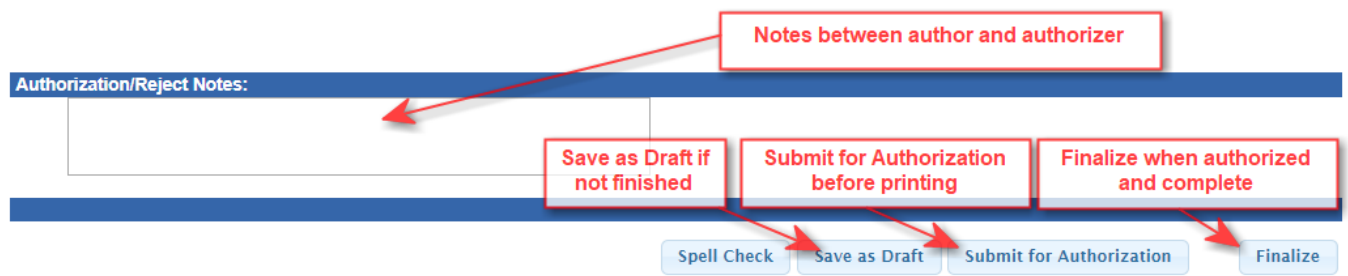 Notes between author and authorizer
Authorization/Reject Notes:
Save as Draft if
not finished
Submit for Authorization
before printing
Finalize when authorized
and complete
Spell Check
Save as Draft
Submit for Authorization
Finalize